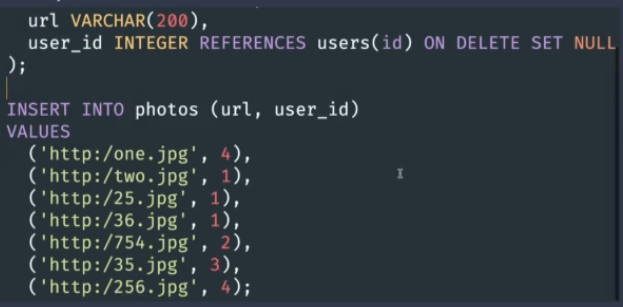 url VARCHAR(200),
user_id INTEGER REFERENCES users(id) ON DELETE SET NULL
);
INSERT INTO photos (url, user_id)
VALUES
('http:/one.jpg', 4),
('http:/two.jpg', 1),
('http:/25.jpg', 1),
('http:/36.jpg', 1),
('http:/754.jpg', 2),
('http:/35.jpg', 3),
('http:/256.jpg', 4);